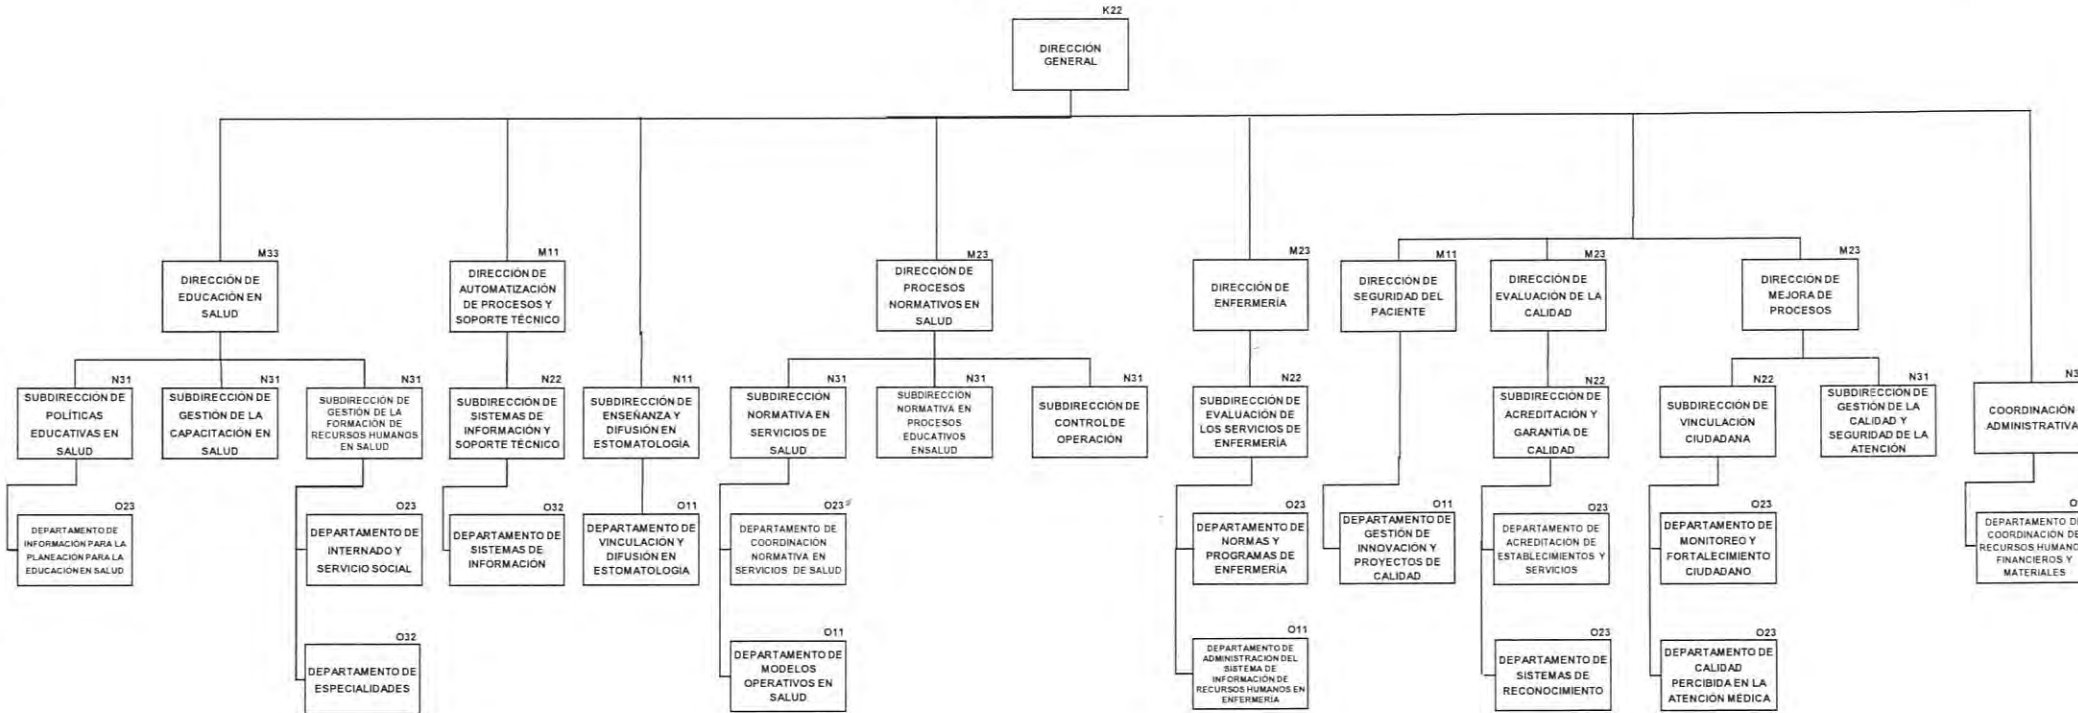 K22
DIRECCIÓN
GENERAL
M33
DIRECCIÓN DE
EDUCACIÓN EN
SALUD
M11
DIRECCIÓN DE
AUTOMATIZACIÓN
DE PROCESOS Y
SOPORTE TÉCNICO
M23
DIRECCIÓN DE
PROCESOS
NORMATIVOS EN
SALUD
M23
DIRECCIÓN DE
ENFERMERÍA
M11
DIRECCIÓN DE
SEGURIDAD DEL
PACIENTE
M23
DIRECCIÓN DE
EVALUACIÓN DE LA
CALIDAD
M23
DIRECCIÓN DE
MEJORA DE
PROCESOS
N31
SUBDIRECCIÓN DE
POLÍTICAS
EDUCATIVAS EN
SALUD
N31
SUBDIRECCIÓN DE
GESTIÓN DE LA
CAPACITACIÓN EN
SALUD
N31
SUBDIRECCIÓN DE
GESTIÓN DE LA
FORMACIÓN DE
RECURSOS HUMANOS
EN SALUD
N22
SUBDIRECCIÓN DE
SISTEMAS DE
INFORMACIÓN Y
SOPORTE TÉCNICO
N11
SUBDIRECCIÓN DE
ENSEÑANZA Y
DIFUSIÓN EN
ESTOMATOLOGÍA
N31
SUBDIRECCIÓN
NORMATIVA EN
SERVICIOS DE
SALUD
N31
SUBDIRECCIÓN
NORMATIVA EN
PROCESOS
EDUCATIVOS
ENSALUD
N31
SUBDIRECCIÓN DE
CONTROL DE
OPERACIÓN
N22
SUBDIRECCIÓN DE
EVALUACIÓN DE
LOS SERVICIOS DE
ENFERMERÍA
N22
SUBDIRECCIÓN DE
ACREDITACIÓN Y
GARANTÍA DE
CALIDAD
N22
SUBDIRECCIÓN DE
VINCULACIÓN
CIUDADANA
N31
SUBDIRECCIÓN DE
GESTIÓN DE LA
CALIDAD Y
SEGURIDAD DE LA
ATENCIÓN
N3
COORDINACIÓN
ADMINISTRATIVA
O23
DEPARTAMENTO DE
INFORMACIÓN PARA LA
PLANEACIÓN PARA LA
EDUCACIÓN EN SALUD
O23
DEPARTAMENTO DE
INTERNADO Y
SERVICIO SOCIAL
O32
DEPARTAMENTO DE
SISTEMAS DE
INFORMACIÓN
O11
DEPARTAMENTO DE
VINCULACIÓN Y
DIFUSIÓN EN
ESTOMATOLOGÍA
O23
DEPARTAMENTO DE
COORDINACIÓN
NORMATIVA EN
SERVICIOS DE SALUD
O23
DEPARTAMENTO DE
NORMAS Y
PROGRAMAS DE
ENFERMERÍA
O11
DEPARTAMENTO DE
GESTIÓN DE
INNOVACIÓN Y
PROYECTOS DE
CALIDAD
O23
DEPARTAMENTO DE
ACREDITACIÓN DE
ESTABLECIMIENTOS Y
SERVICIOS
O23
DEPARTAMENTO DE
MONITOREO Y
FORTALECIMIENTO
CIUDADANO
DEPARTAMENTO
COORDINACIÓN
RECURSOS
FINANCIEROS Y
MATERIALES
O32
DEPARTAMENTO DE
ESPECIALIDADES
O11
DEPARTAMENTO DE
MODELOS
OPERATIVOS EN
SALUD
O11
DEPARTAMENTO DE
ADMINISTRACIÓN DEL
SISTEMA DE
INFORMACIÓN DE
RECURSOS HUMANOS EN
ENFERMERÍA
O23
DEPARTAMENTO DE
SISTEMAS DE
RECONOCIMIENTO
O23
DEPARTAMENTO DE
CALIDAD
PERCIBIDA EN LA
ATENCIÓN MÉDICA